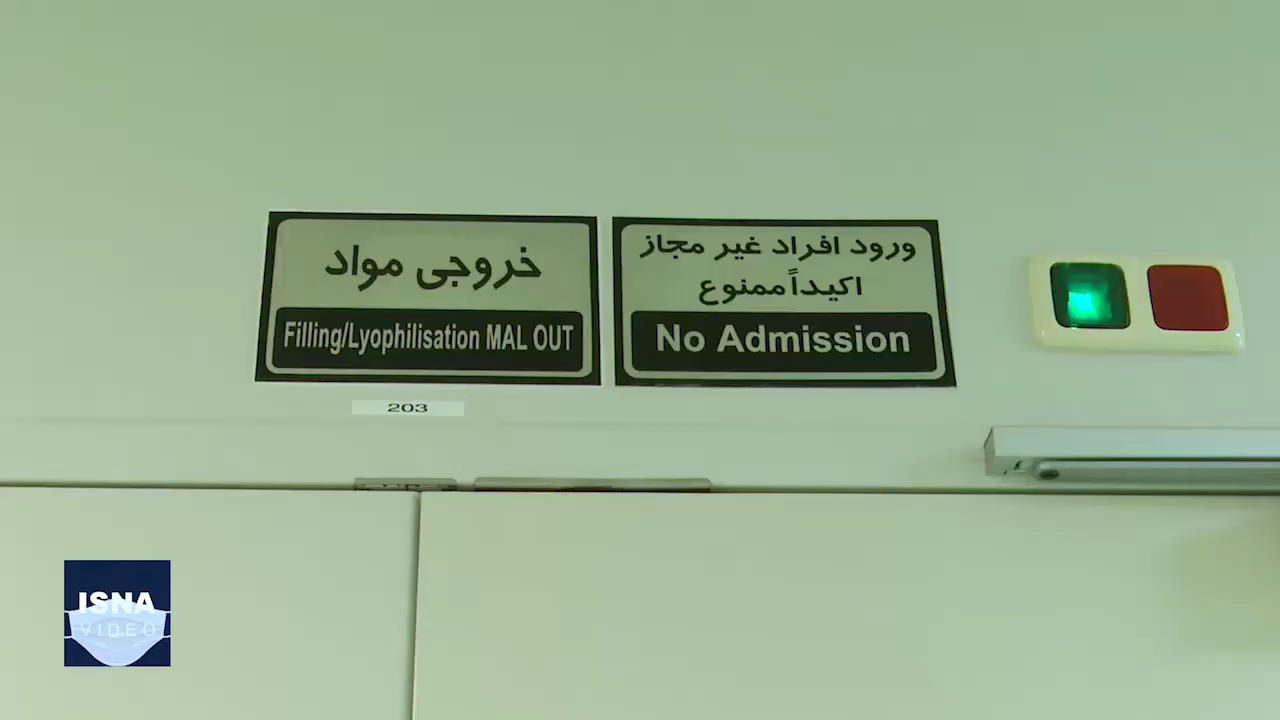 خروجی مواد
Filling/Lyophilisation MAL OUT
203
ورود افراد غیر مجاز
اکیداً ممنوع
No Admission
ISNA
VIDEO